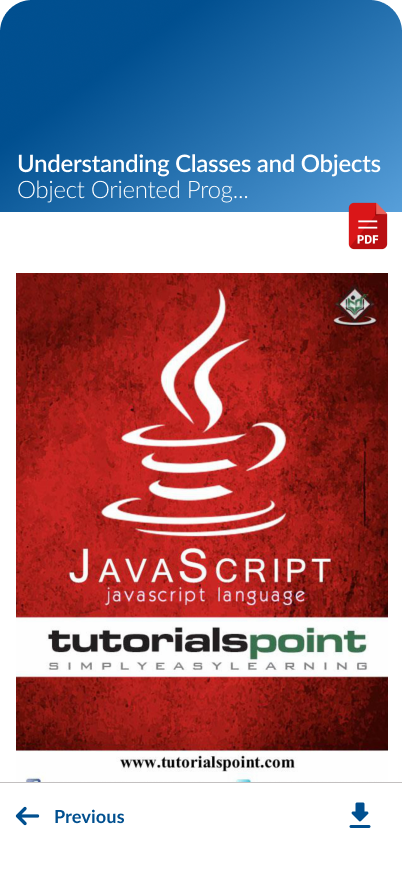 Understanding Classes and Objects
Object Oriented Prog...
PDF
JAVASCRIPT
javascript language
tutorialspoint
SIMPLYEASYLEARNING
www.tutorialspoint.com
Previous